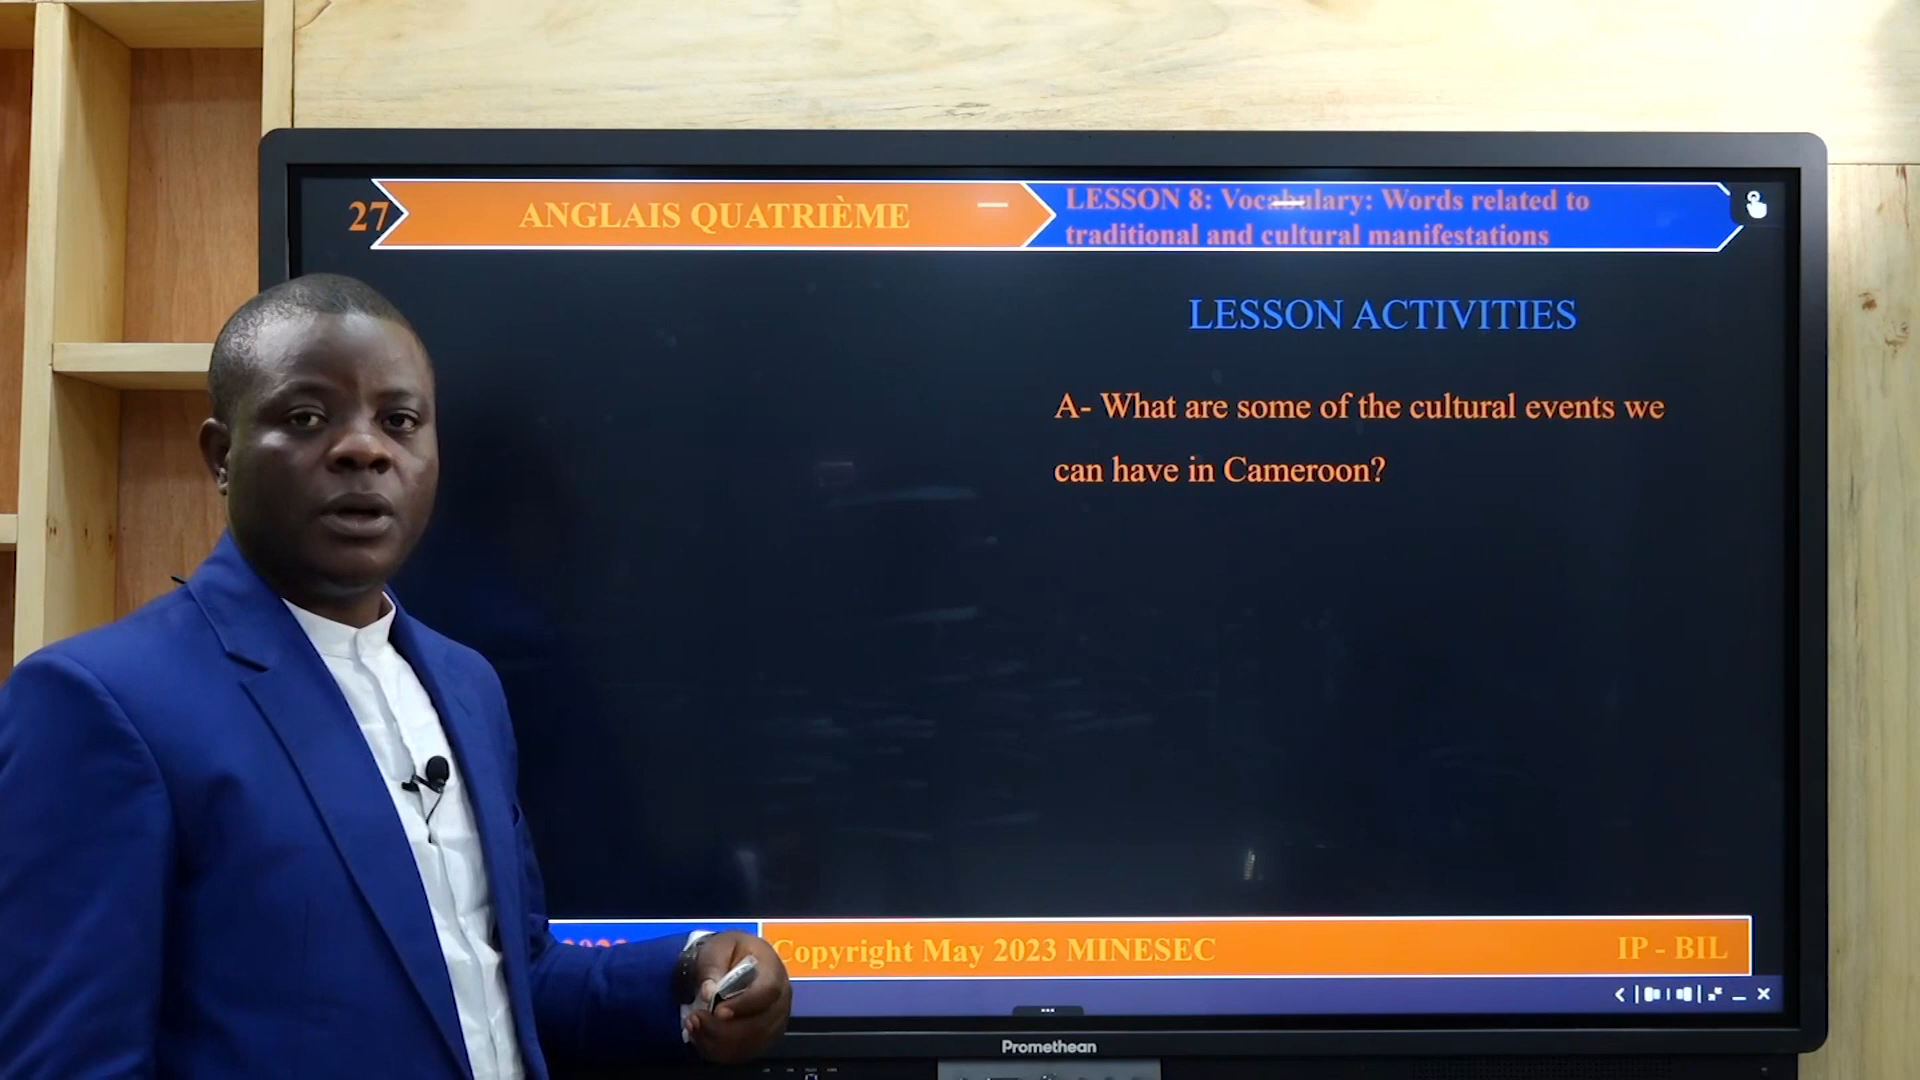 27
ANGLAIS QUATRIÈME
LESSON 8: Vocabulary: Words related to
traditional and cultural manifestations
LESSON ACTIVITIES
A- What are some of the cultural events we
can have in Cameroon?
Copyright May 2023 MINESEC
IP - BIL
Promethean